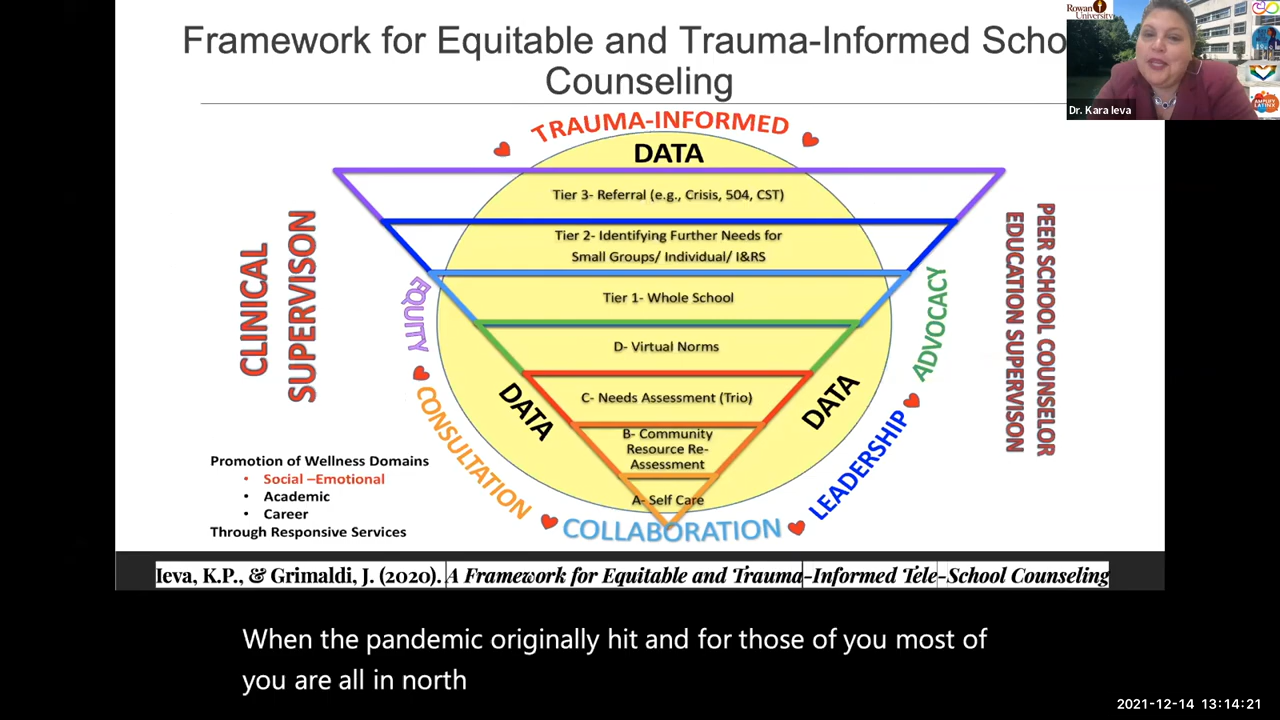 Framework for Equitable and Trauma-Informed Scho
Counseling
Rowan
University
Dr. Kara Ieva
TRAUMA-INFORMED
DATA
Tier 3- Referral (e.g., Crisis, 504, CST)
Tier 2- Identifying Further Needs for
Small Groups/ Individual/ I&RS
Tier 1- Whole School
D- Virtual Norms
C- Needs Assessment (Trio)
B- Community
Resource Re-
Assessment
A- Self Care
CLINICAL
SUPERVISON
EQUITY
CONSULTATION
COLLABORATION
LEADERSHIP
ADVOCACY
DATA
DATA
PEER SCHOOL COUNSELOR
EDUCATION SUPERVISON
Promotion of Wellness Domains
• Social –Emotional
• Academic
• Career
Through Responsive Services
Ieva, K.P., & Grimaldi, J. (2020). A Framework for Equitable and Trauma-Informed Tele-School Counseling
When the pandemic originally hit and for those of you most of
you are all in north
2021-12-14 13:14:21